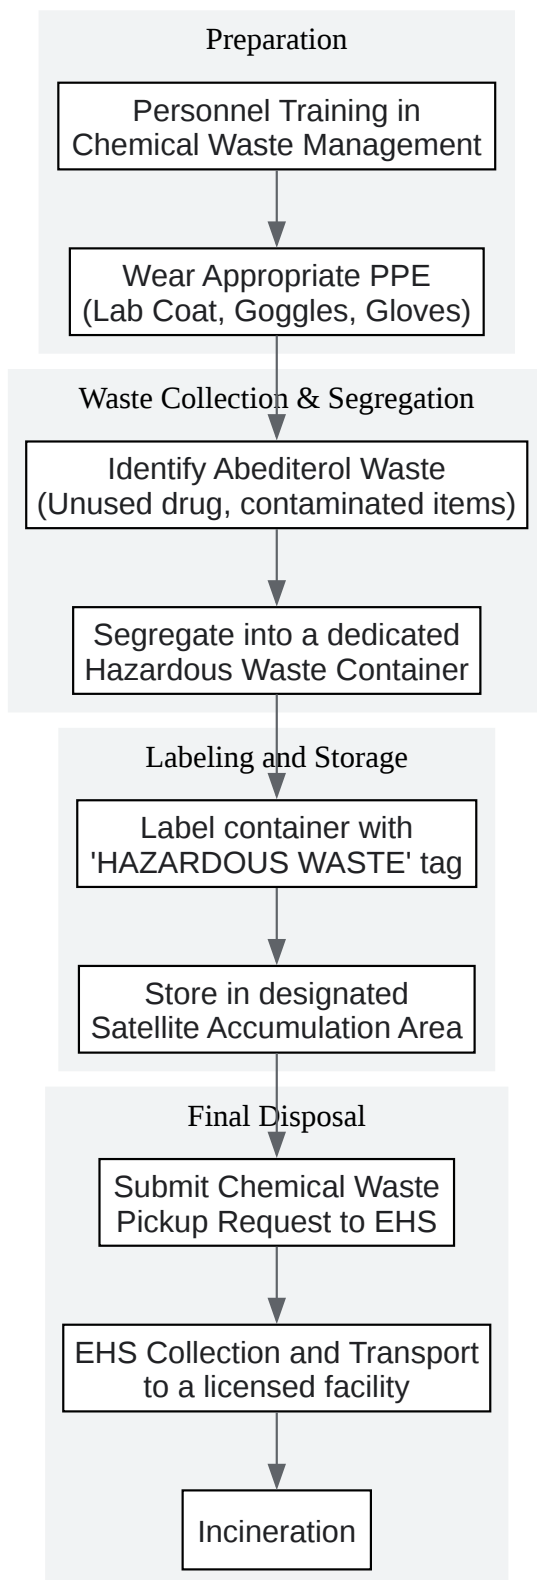 Preparation
Personnel Training in
Chemical Waste Management
Wear Appropriate PPE
(Lab Coat, Goggles, Gloves)
Waste Collection & Segregation
Identify Abediterol Waste
(Unused drug, contaminated items)
Segregate into a dedicated
Hazardous Waste Container
Labeling and Storage
Label container with
'HAZARDOUS WASTE' tag
Store in designated
Satellite Accumulation Area
Final Disposal
Submit Chemical Waste
Pickup Request to EHS
EHS Collection and Transport
to a licensed facility
Incineration